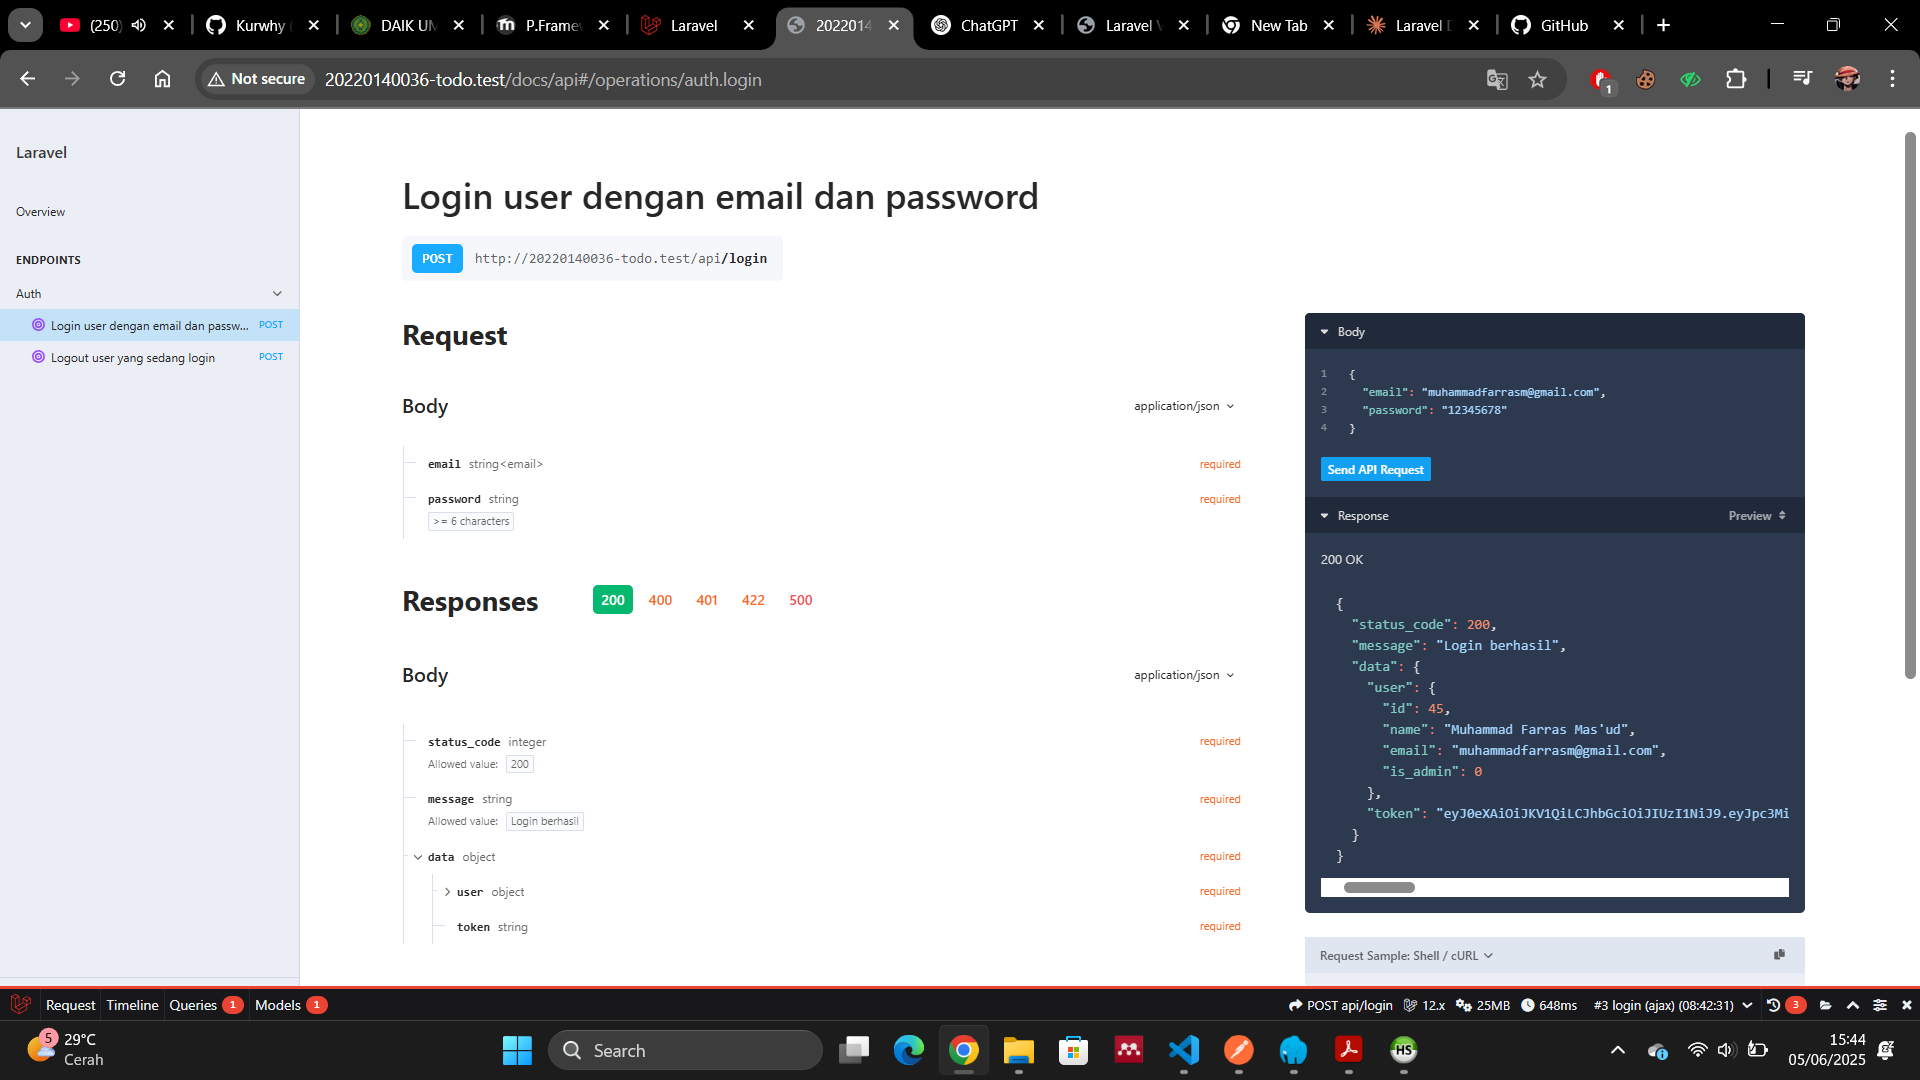 (250)
Kurwhy
DAIK UM
P.Framew
Laravel
2022014
ChatGPT
Laravel V
New Tab
Laravel D
GitHub
Not secure
20220140036-todo.test/docs/api#/operations/auth.login
1
Laravel
Overview
ENDPOINTS
Auth
Login user dengan email dan passw... POST
Logout user yang sedang login POST
Login user dengan email dan password
POST http://20220140036-todo.test/api/login
Request
Body application/json
email string<email> required
password string required
>= 6 characters
Responses 200 400 401 422 500
Body application/json
status_code integer required
Allowed value: 200
message string required
Allowed value: Login berhasil
data object required
user object required
token string required
Body
1 {
2 "email": "muhammadfarrasm@gmail.com",
3 "password": "12345678"
4 }
Send API Request
Response Preview
200 OK
{
"status_code": 200,
"message": "Login berhasil",
"data": {
"user": {
"id": 45,
"name": "Muhammad Farras Mas'ud",
"email": "muhammadfarrasm@gmail.com",
"is_admin": 0
},
"token": "eyJ0eXAiOiJKV1QiLCJhbGciOiJIUzI1NiJ9.eyJpc3Mi
}
}
Request Sample: Shell / cURL
Request Timeline Queries 1 Models 1
POST api/login 12.x 25MB 648ms #3 login (ajax) (08:42:31) 3
5
29°C
Cerah
Search
HS
15:44
05/06/2025